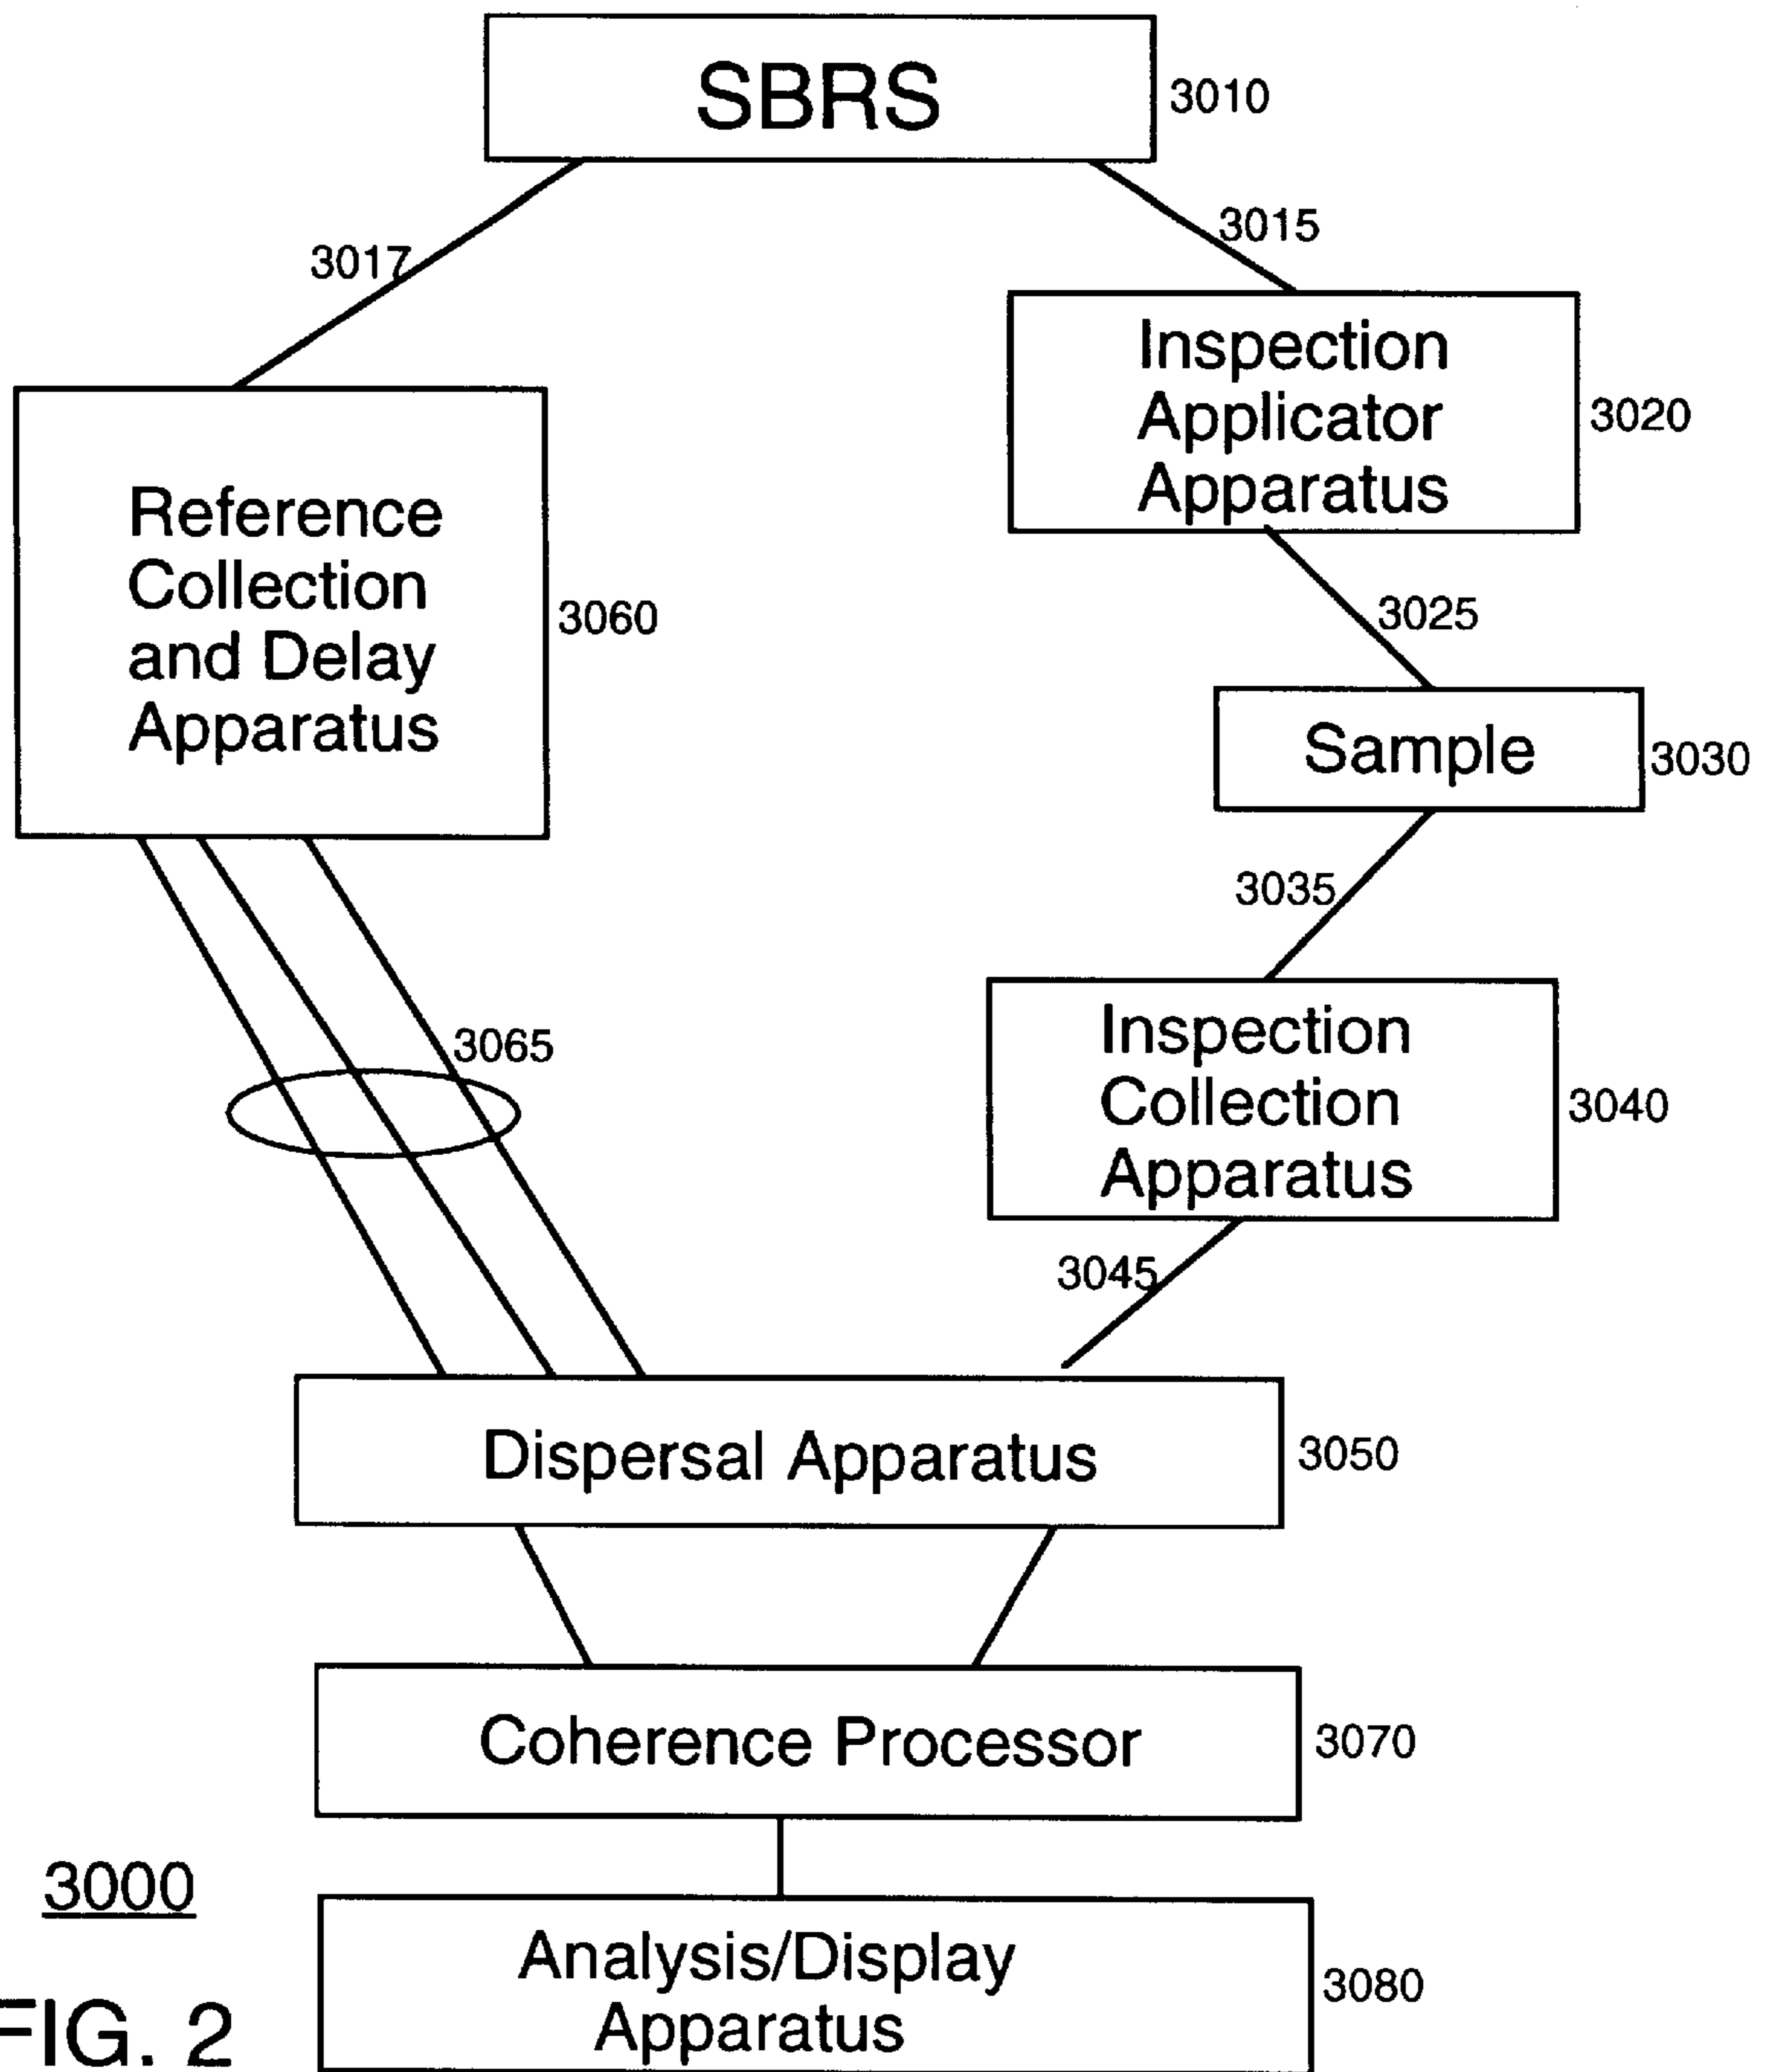 SBRS
3010
3017
3015
Inspection
Applicator
Apparatus
3020
Reference
Collection
and Delay
Apparatus
3060
3025
Sample
3030
3035
3065
Inspection
Collection
Apparatus
3040
3045
Dispersal Apparatus
3050
Coherence Processor
3070
3000
Analysis/Display
Apparatus
3080
FIG. 2